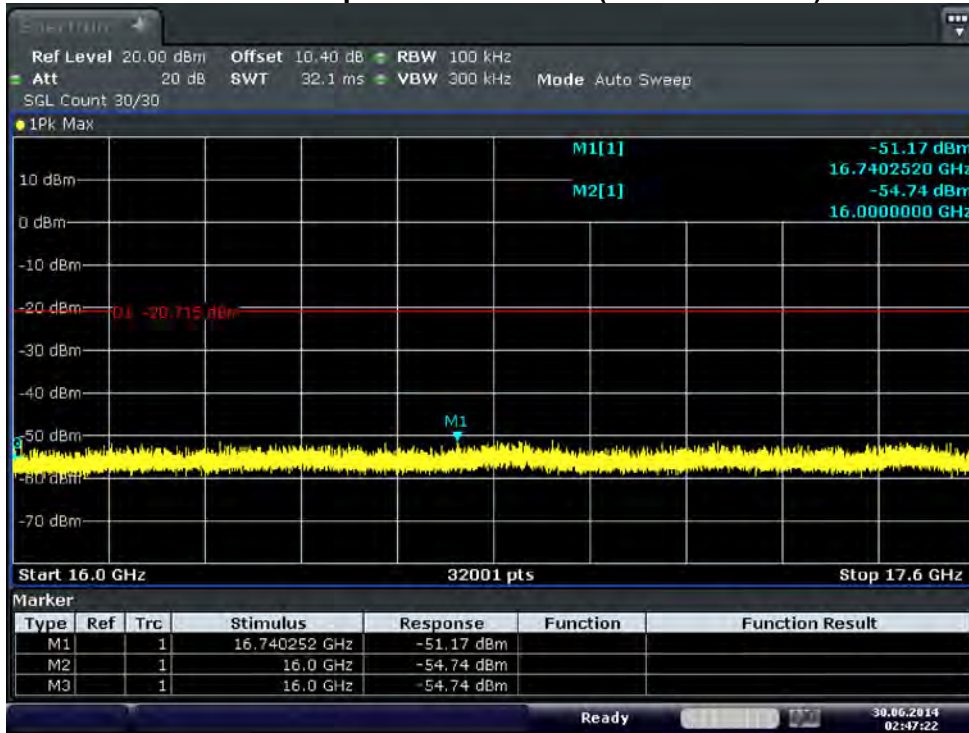 Spectrum
Ref Level 20.00 dBm Offset 10.40 dB RBW 100 kHz
Att 20 dB SWT 32.1 ms VBW 300 kHz Mode Auto Sweep
SGL Count 30/30
1Pk Max
M1[1] -51.17 dBm
16.7402520 GHz
M2[1] -54.74 dBm
16.0000000 GHz
10 dBm
0 dBm
-10 dBm
-20 dBm
D1 -20.715 dBm
-30 dBm
-40 dBm
M1
-50 dBm
-60 dBm
-70 dBm
Start 16.0 GHz 32001 pts Stop 17.6 GHz
Marker
Type Ref Trc Stimulus Response Function Function Result
M1 1 16.740252 GHz -51.17 dBm
M2 1 16.0 GHz -54.74 dBm
M3 1 16.0 GHz -54.74 dBm
Ready 30.06.2014
02:47:22